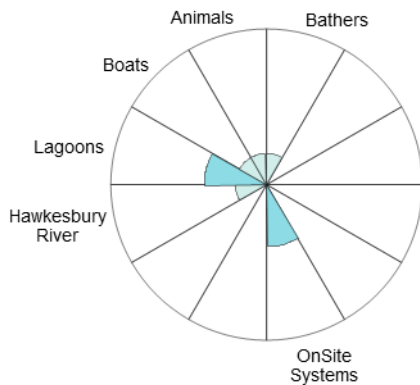 Animals
Bathers
Boats
Lagoons
Hawkesbury
River
OnSite
Systems